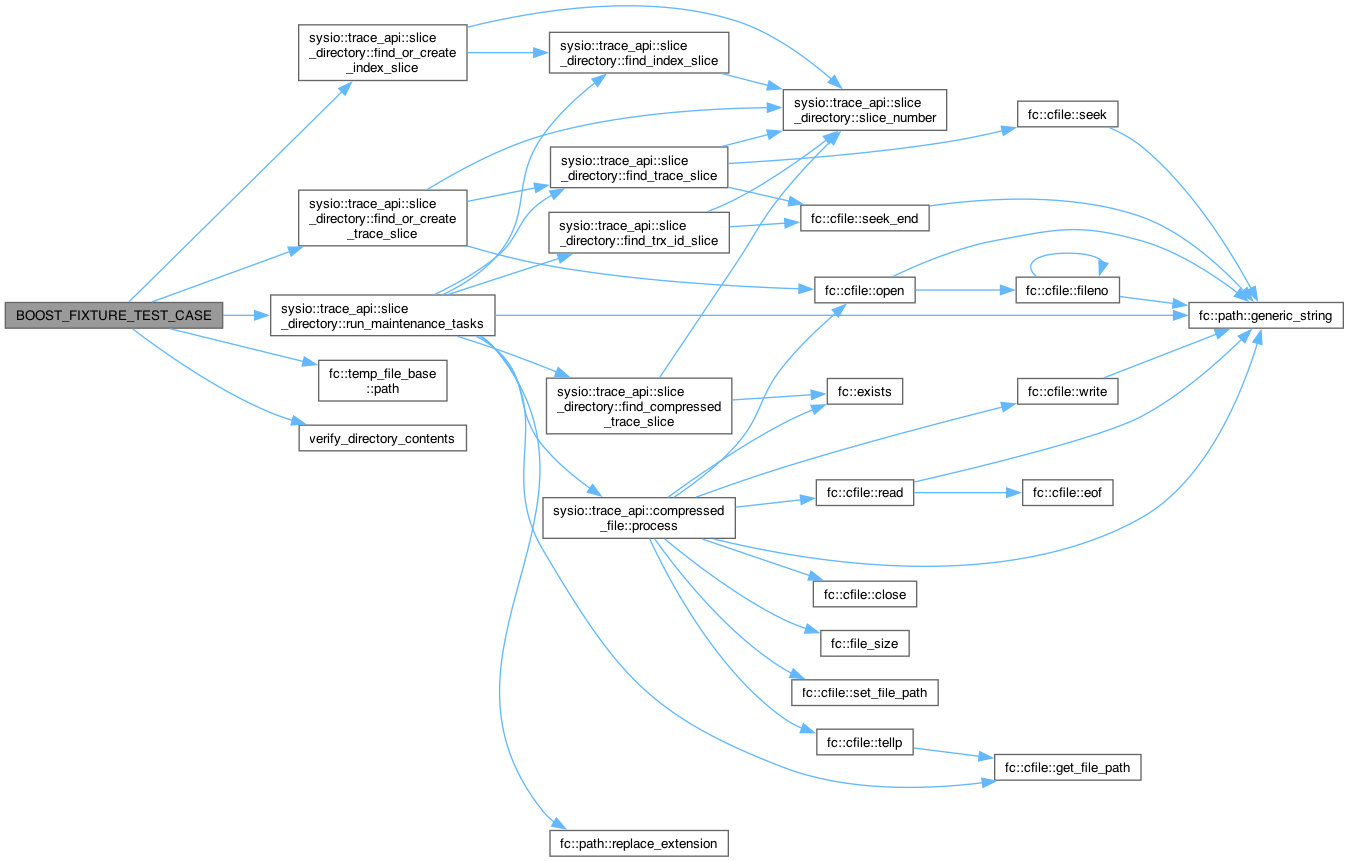 sysio::trace_api::slice
_directory::find_or_create
_index_slice
sysio::trace_api::slice
_directory::find_index_slice
sysio::trace_api::slice
_directory::slice_number
fc::cfile::seek
sysio::trace_api::slice
_directory::find_trace_slice
sysio::trace_api::slice
_directory::find_or_create
_trace_slice
fc::cfile::seek_end
sysio::trace_api::slice
_directory::find_trx_id_slice
fc::cfile::open
fc::cfile::fileno
BOOST_FIXTURE_TEST_CASE
sysio::trace_api::slice
_directory::run_maintenance_tasks
fc::path::generic_string
fc::temp_file_base
::path
sysio::trace_api::slice
_directory::find_compressed
_trace_slice
fc::exists
fc::cfile::write
verify_directory_contents
fc::cfile::read
fc::cfile::eof
sysio::trace_api::compressed
_file::process
fc::cfile::close
fc::file_size
fc::cfile::set_file_path
fc::cfile::tellp
fc::cfile::get_file_path
fc::path::replace_extension